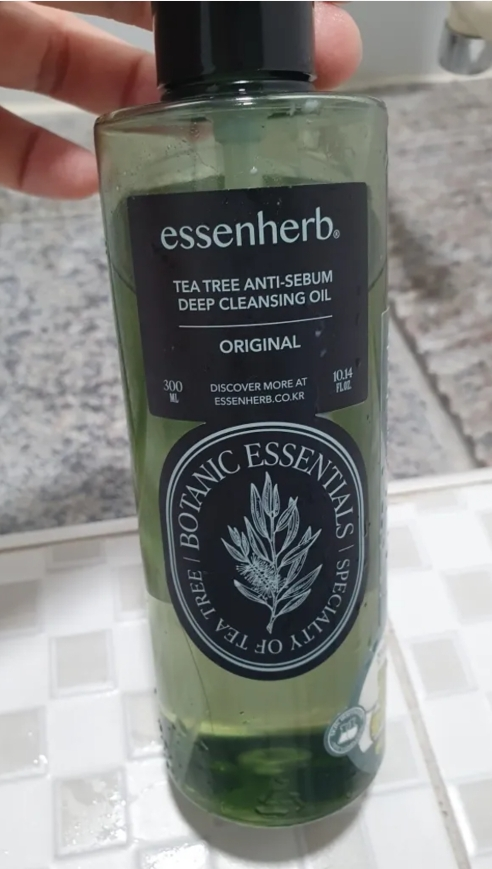 essenherb®
TEA TREE ANTI-SEBUM
DEEP CLEANSING OIL
ORIGINAL
300
ML
DISCOVER MORE AT
ESSENHERB.CO.KR
10.14
FL.OZ.
BOTANIC ESSENTIALS | SPECIALTY OF TEA TREE |